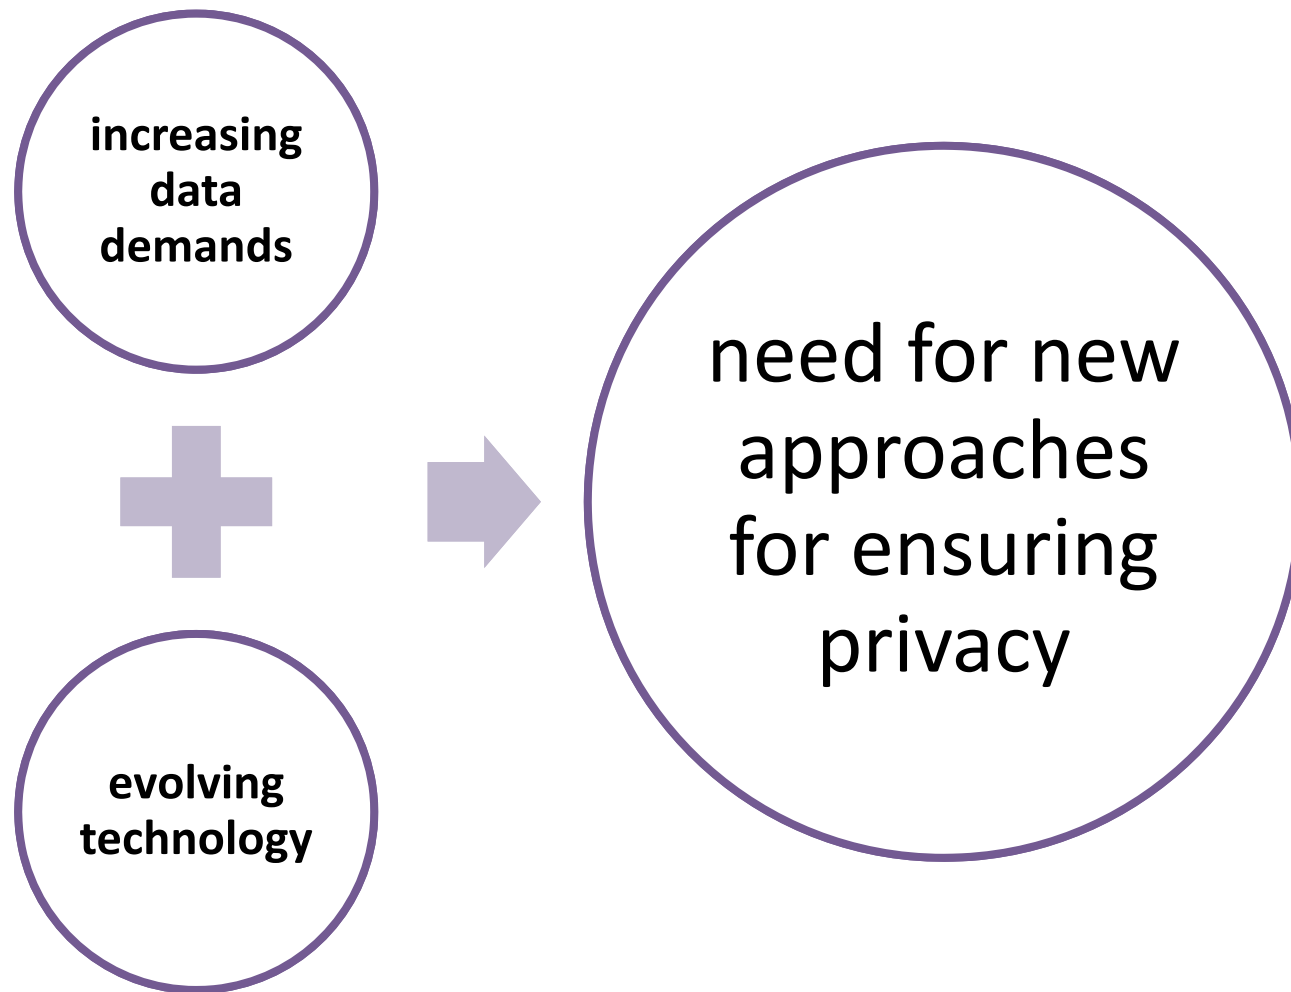 increasing
data
demands
evolving
technology
need for new
approaches
for ensuring
privacy